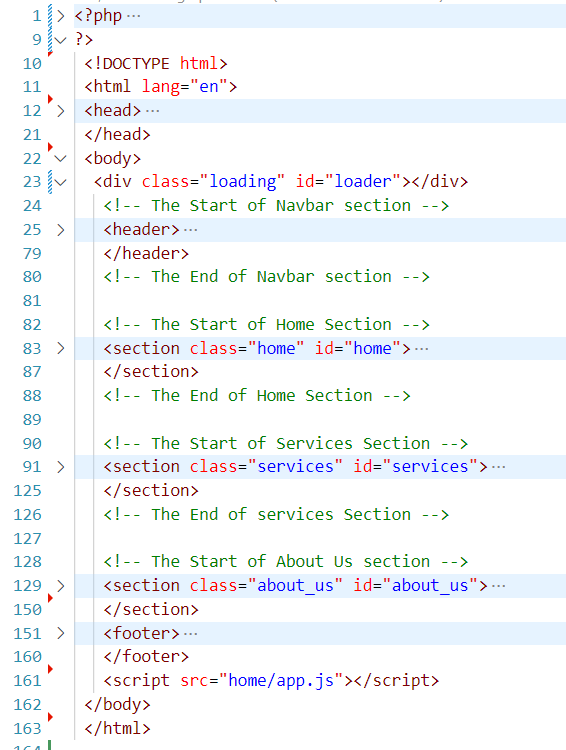 1 <?php ...
9 ?>
10 <!DOCTYPE html>
11 <html lang="en">
12 <head> ...
21 </head>
22 <body>
23 <div class="loading" id="loader"></div>
24 <!-- The Start of Navbar section -->
25 <header> ...
79 </header>
80 <!-- The End of Navbar section -->
81
82 <!-- The Start of Home Section -->
83 <section class="home" id="home"> ...
87 </section>
88 <!-- The End of Home Section -->
89
90 <!-- The Start of Services Section -->
91 <section class="services" id="services"> ...
125 </section>
126 <!-- The End of services Section -->
127
128 <!-- The Start of About Us section -->
129 <section class="about_us" id="about_us"> ...
150 </section>
151 <footer> ...
160 </footer>
161 <script src="home/app.js"></script>
162 </body>
163 </html>